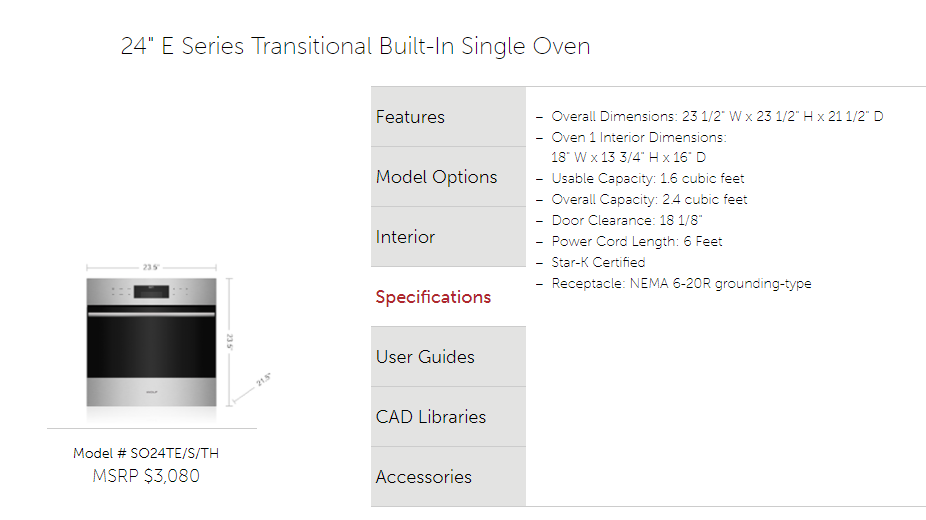 24" E Series Transitional Built-In Single Oven
Features
Model Options
Interior
Specifications
User Guides
CAD Libraries
Accessories
– Overall Dimensions: 23 1/2" W x 23 1/2" H x 21 1/2" D
– Oven 1 Interior Dimensions:
18" W x 13 3/4" H x 16" D
– Usable Capacity: 1.6 cubic feet
– Overall Capacity: 2.4 cubic feet
– Door Clearance: 18 1/8"
– Power Cord Length: 6 Feet
– Star-K Certified
– Receptacle: NEMA 6-20R grounding-type
23.5"
23.5"
21.5"
Model # SO24TE/S/TH
MSRP $3,080